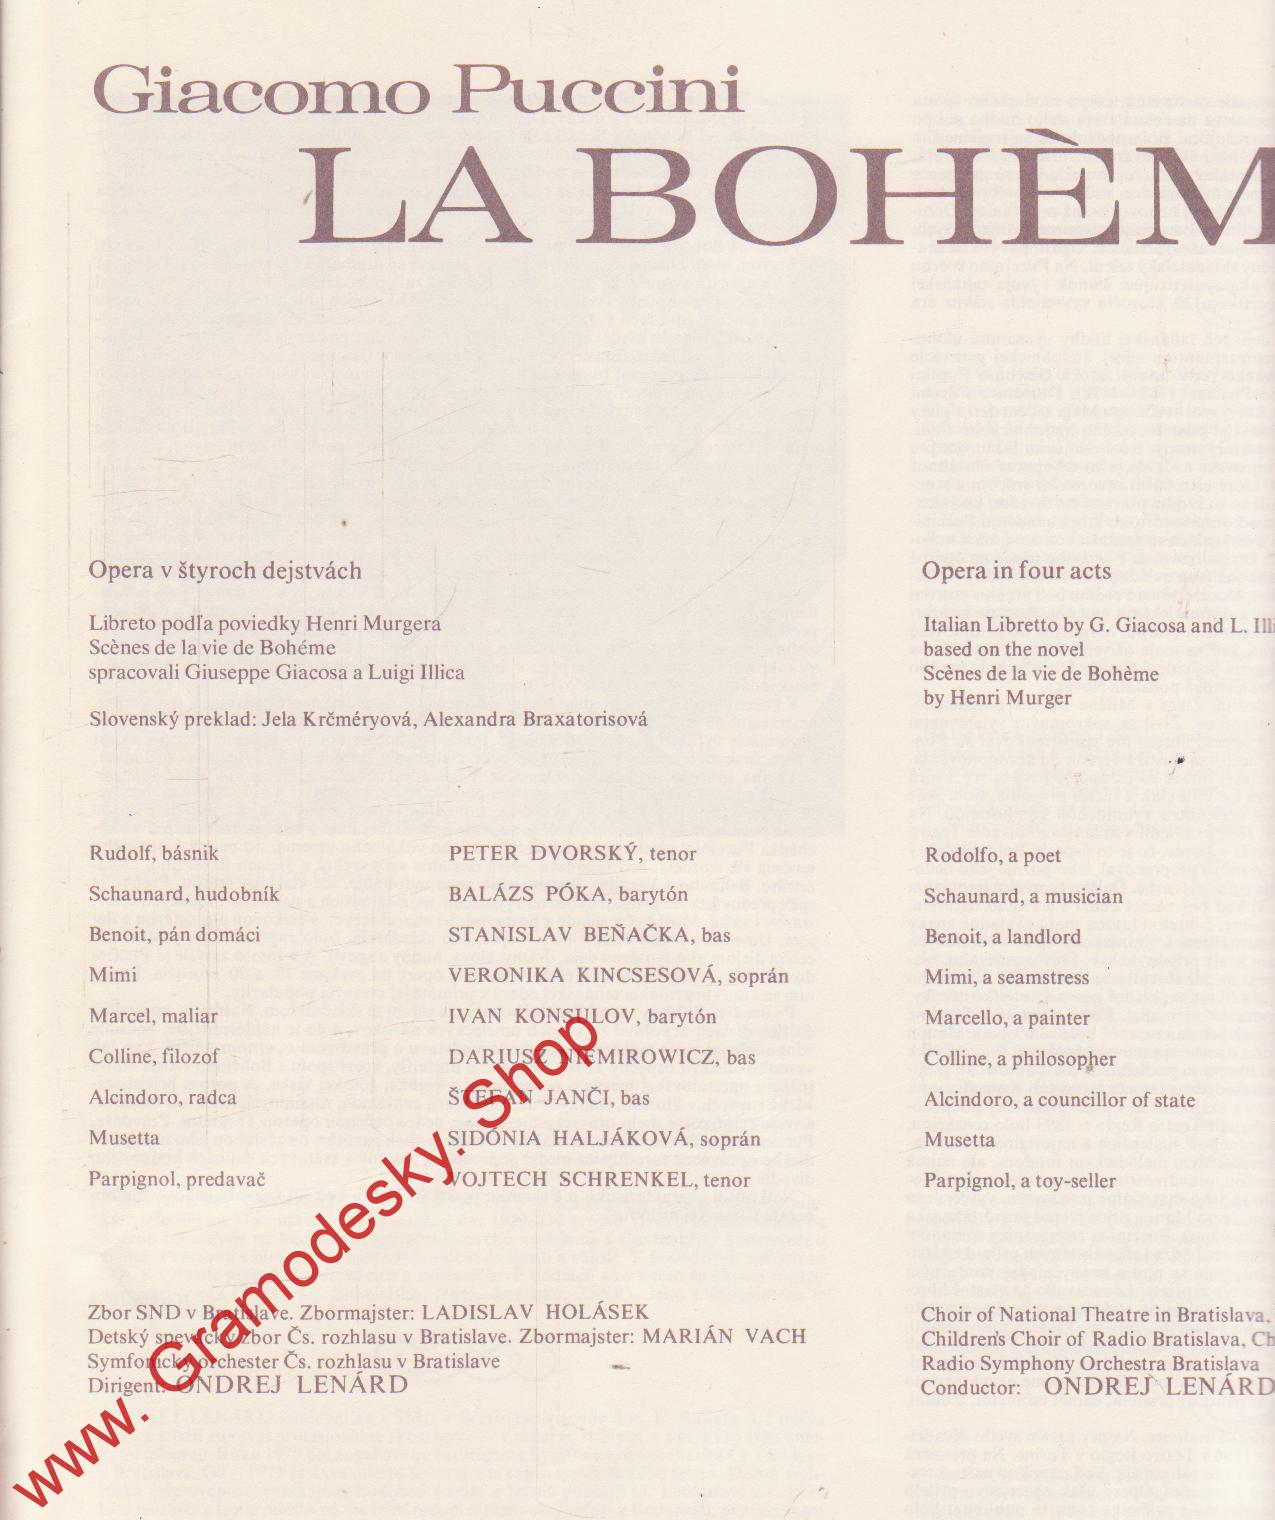 Giacomo Puccini
LA BOHÈM
Opera v štyroch dejstvách
Libreto podľa poviedky Henri Murgera
Scènes de la vie de Bohéme
spracovali Giuseppe Giacosa a Luigi Illica
Slovenský preklad: Jela Krčméryová, Alexandra Braxatorisová
Opera in four acts
Italian Libretto by G. Giacosa and L. Illi
based on the novel
Scènes de la vie de Bohème
by Henri Murger
Rudolf, básnik PETER DVORSKÝ, tenor
Schaunard, hudobník BALÁZS PÓKA, barytón
Benoit, pán domáci STANISLAV BEŇAČKA, bas
Mimi VERONIKA KINCSESOVÁ, soprán
Marcel, maliar IVAN KONSULOV, barytón
Colline, filozof DARIUSZ NIEMIROWICZ, bas
Alcindoro, radca ŠTEFAN JANČI, bas
Musetta SIDÓNIA HALJÁKOVÁ, soprán
Parpignol, predavač VOJTECH SCHRENKEL, tenor
Rodolfo, a poet
Schaunard, a musician
Benoit, a landlord
Mimi, a seamstress
Marcello, a painter
Colline, a philosopher
Alcindoro, a councillor of state
Musetta
Parpignol, a toy-seller
Zbor SND v Bratislave. Zbormajster: LADISLAV HOLÁSEK
Detský spevácky zbor Čs. rozhlasu v Bratislave. Zbormajster: MARIÁN VACH
Symfonický orchester Čs. rozhlasu v Bratislave
Dirigent: ONDREJ LENÁRD
Choir of National Theatre in Bratislava.
Children's Choir of Radio Bratislava, Ch
Radio Symphony Orchestra Bratislava
Conductor: ONDREJ LENÁRD
www. Gramodesky. Shop